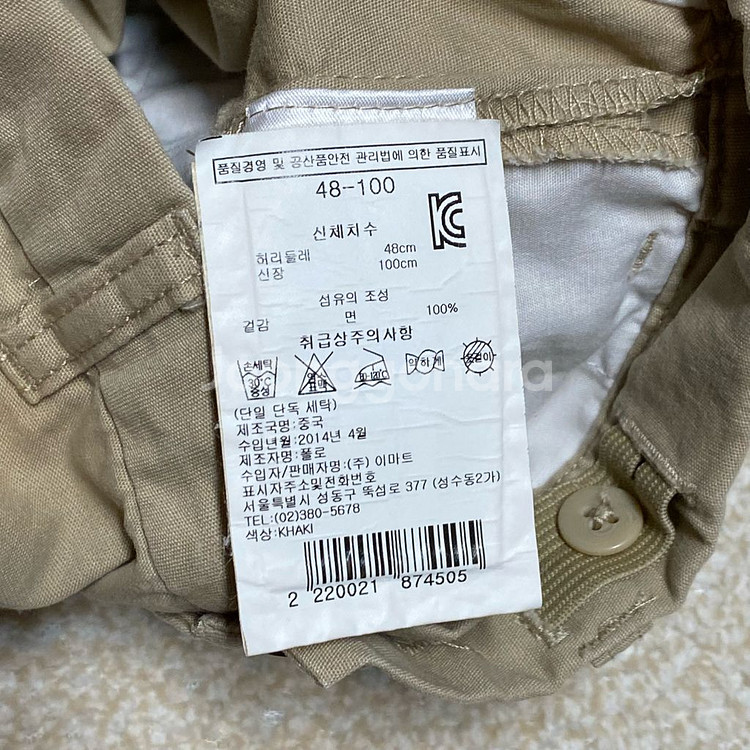 품질경영 및 공산품안전 관리법에 의한 품질표시
48-100
신체치수
허리둘레 48cm
신장 100cm
섬유의 조성
겉감 면 100%
취급상주의사항
손세탁 30°C 중성
약하게
(단일 단독 세탁)
제조국명:중국
수입년월:2014년 4월
제조자명:폴로
수입자/판매자명:(주) 이마트
표시자주소및전화번호
서울특별시 성동구 뚝섬로 377 (성수동2가)
TEL:(02)380-5678
색상:KHAKI
2 220021 874505